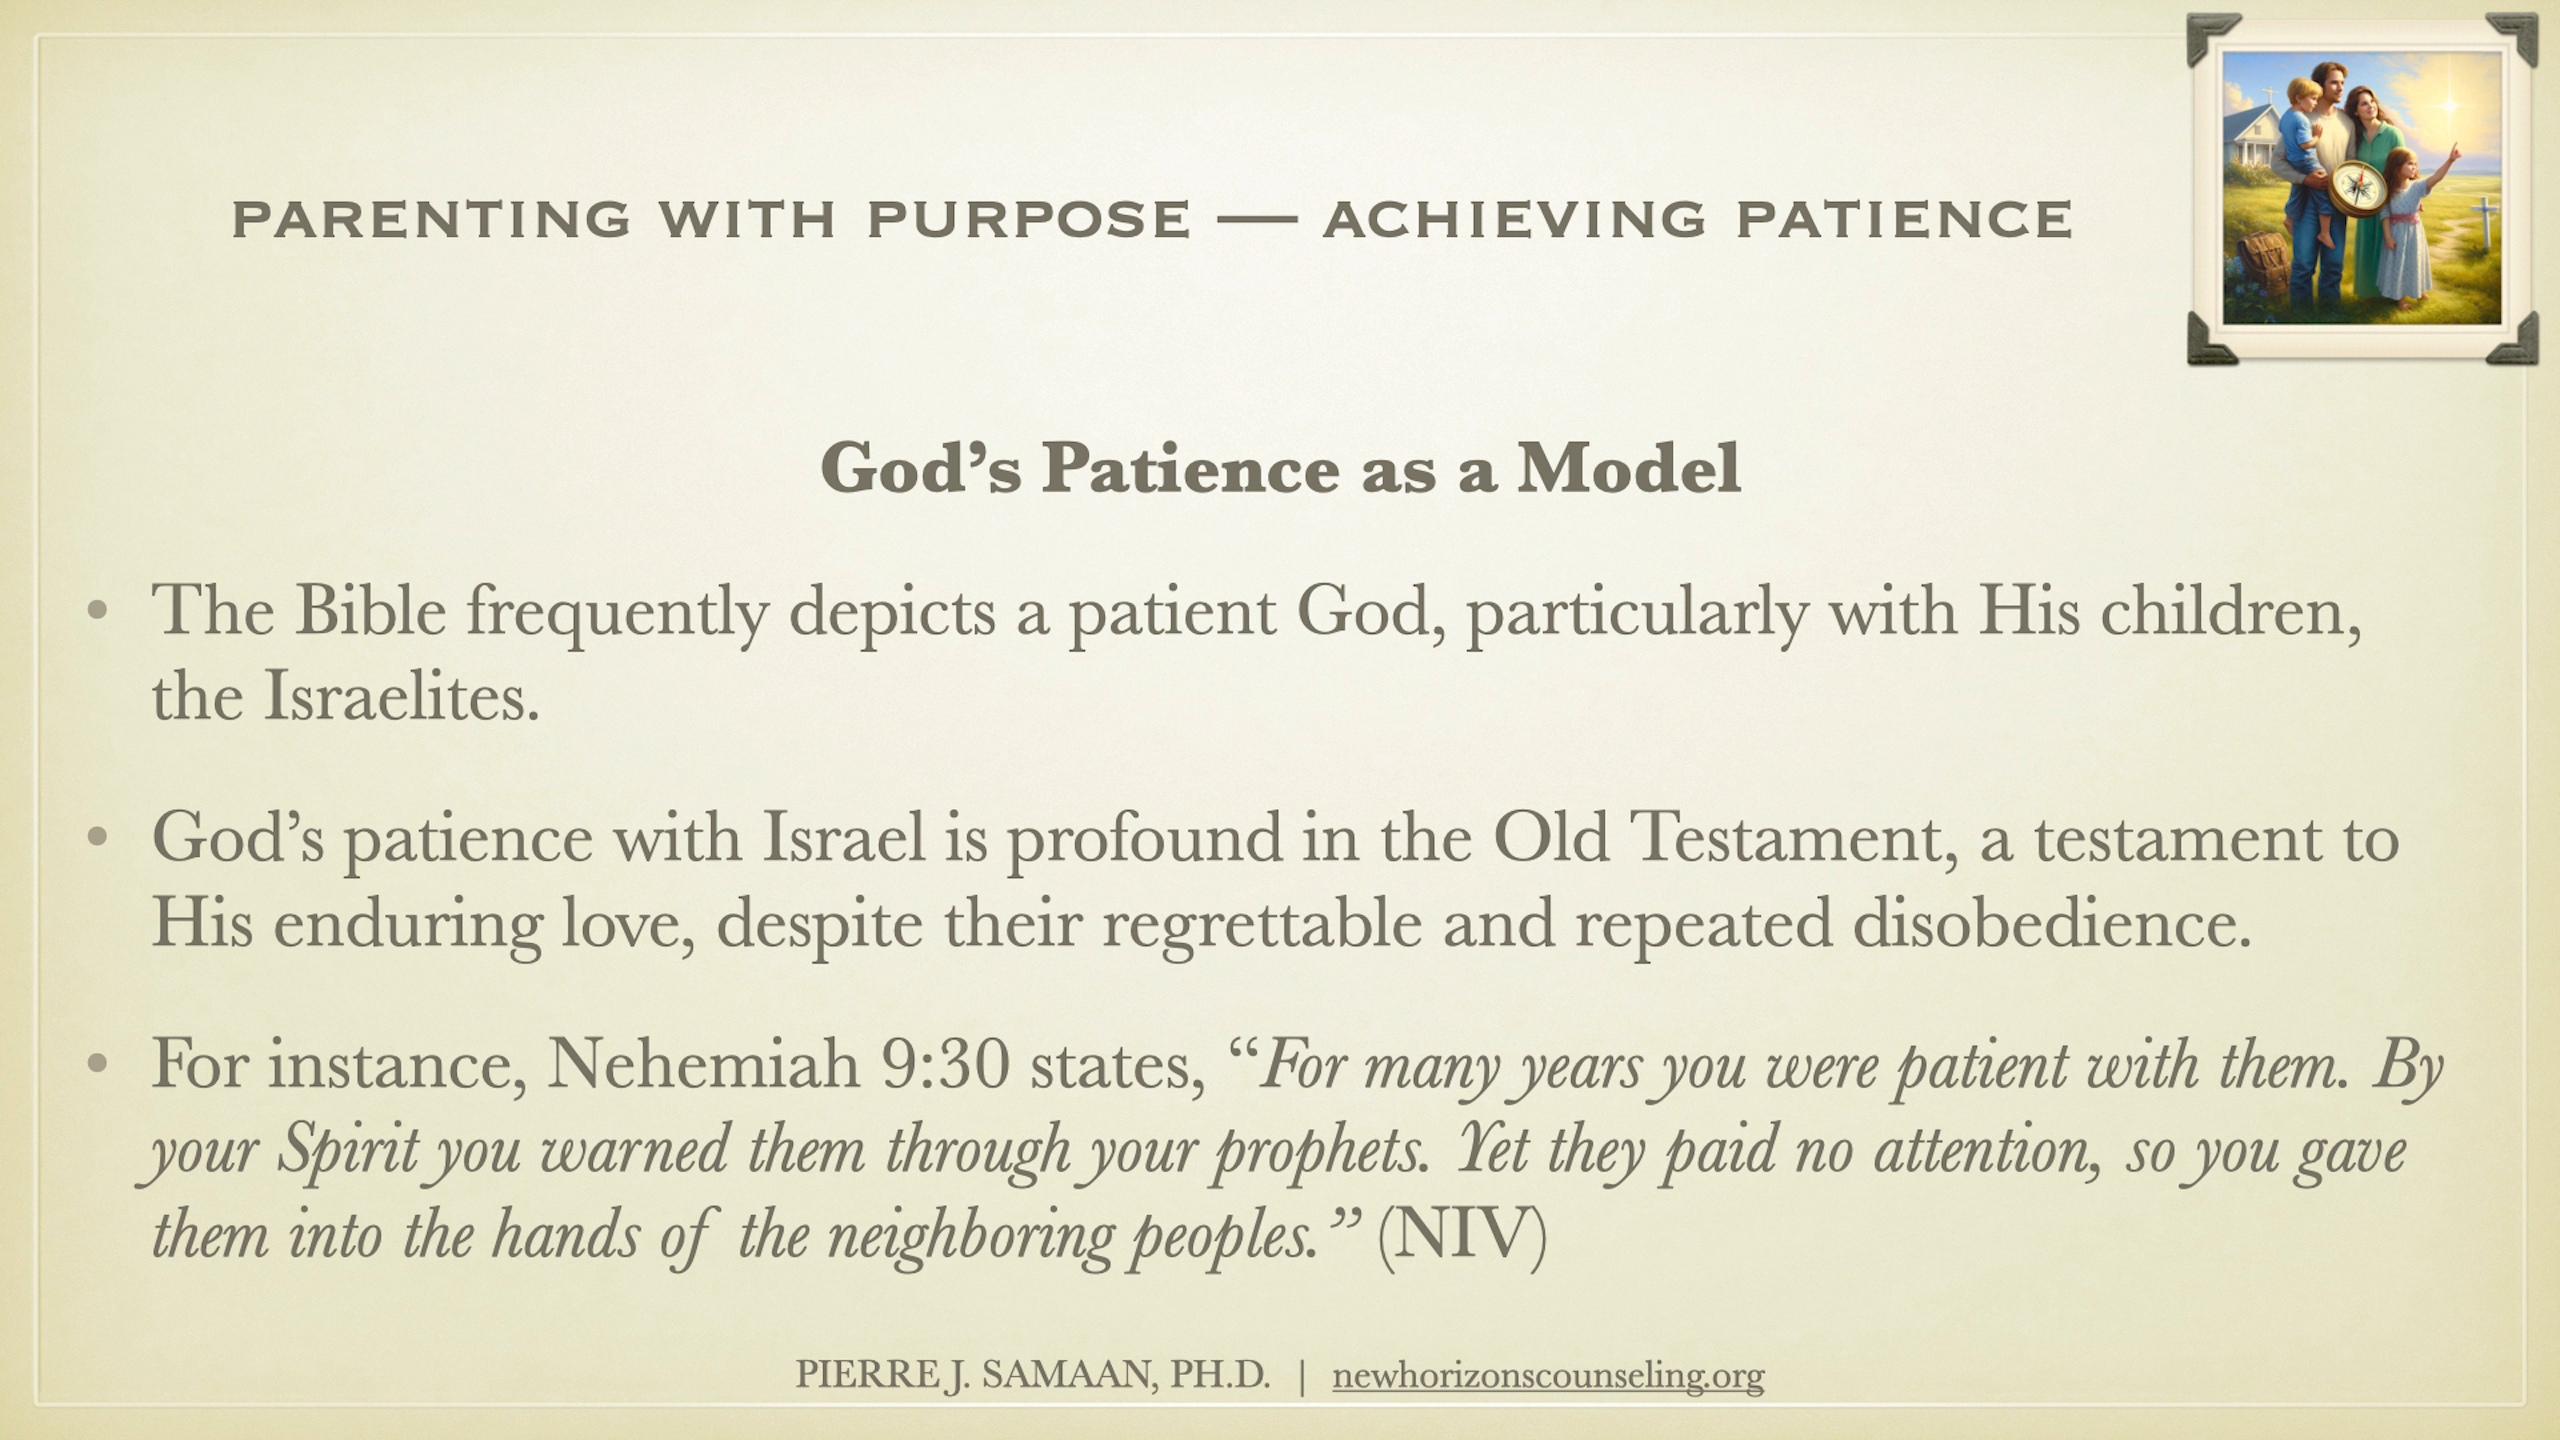 PARENTING WITH PURPOSE — ACHIEVING PATIENCE
God’s Patience as a Model
• The Bible frequently depicts a patient God, particularly with His children,
the Israelites.
• God’s patience with Israel is profound in the Old Testament, a testament to
His enduring love, despite their regrettable and repeated disobedience.
• For instance, Nehemiah 9:30 states, “For many years you were patient with them. By
your Spirit you warned them through your prophets. Yet they paid no attention, so you gave
them into the hands of the neighboring peoples.” (NIV)
PIERRE J. SAMAAN, PH.D. | newhorizonscounseling.org